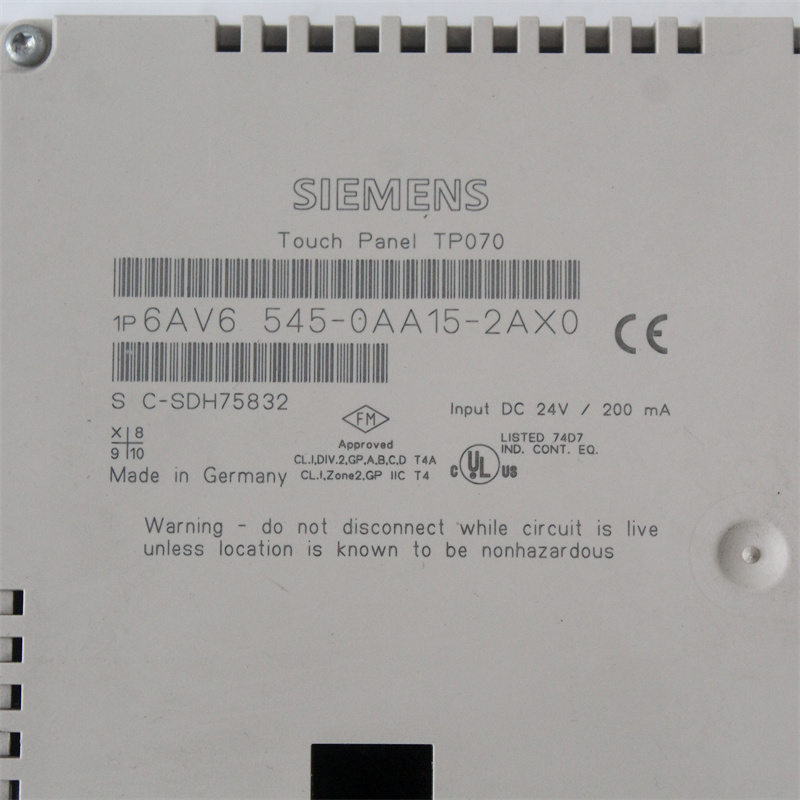 SIEMENS
Touch Panel TP070
1P 6AV6 545-0AA15-2AX0
S C-SDH75832
Input DC 24V / 200 mA
FM
Approved
CL.I,DIV.2,GP,A,B,C,D T4A
CL.I,Zone2,GP IIC T4
X 8
9 10
Made in Germany
C UL US
LISTED 74D7
IND. CONT. EQ.
CE
Warning - do not disconnect while circuit is live
unless location is known to be nonhazardous